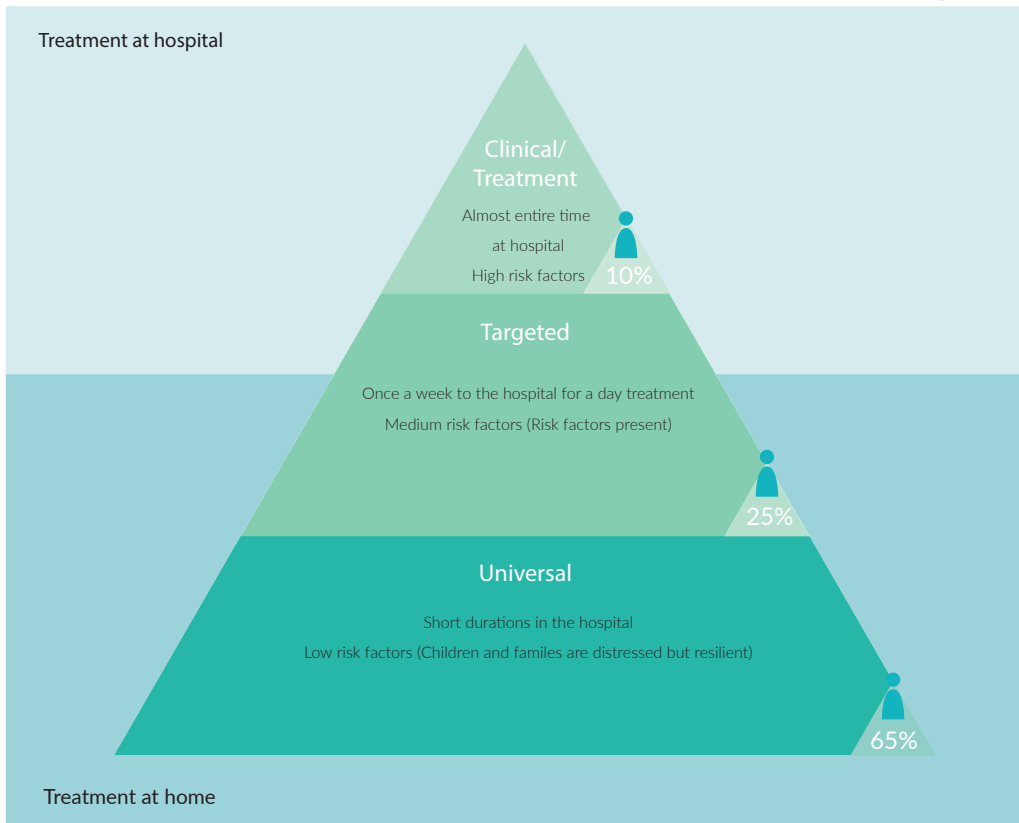 Treatment at hospital
Clinical/
Treatment
Almost entire time
at hospital
High risk factors
10%
Targeted
Once a week to the hospital for a day treatment
Medium risk factors (Risk factors present)
25%
Universal
Short durations in the hospital
Low risk factors (Children and familes are distressed but resilient)
65%
Treatment at home